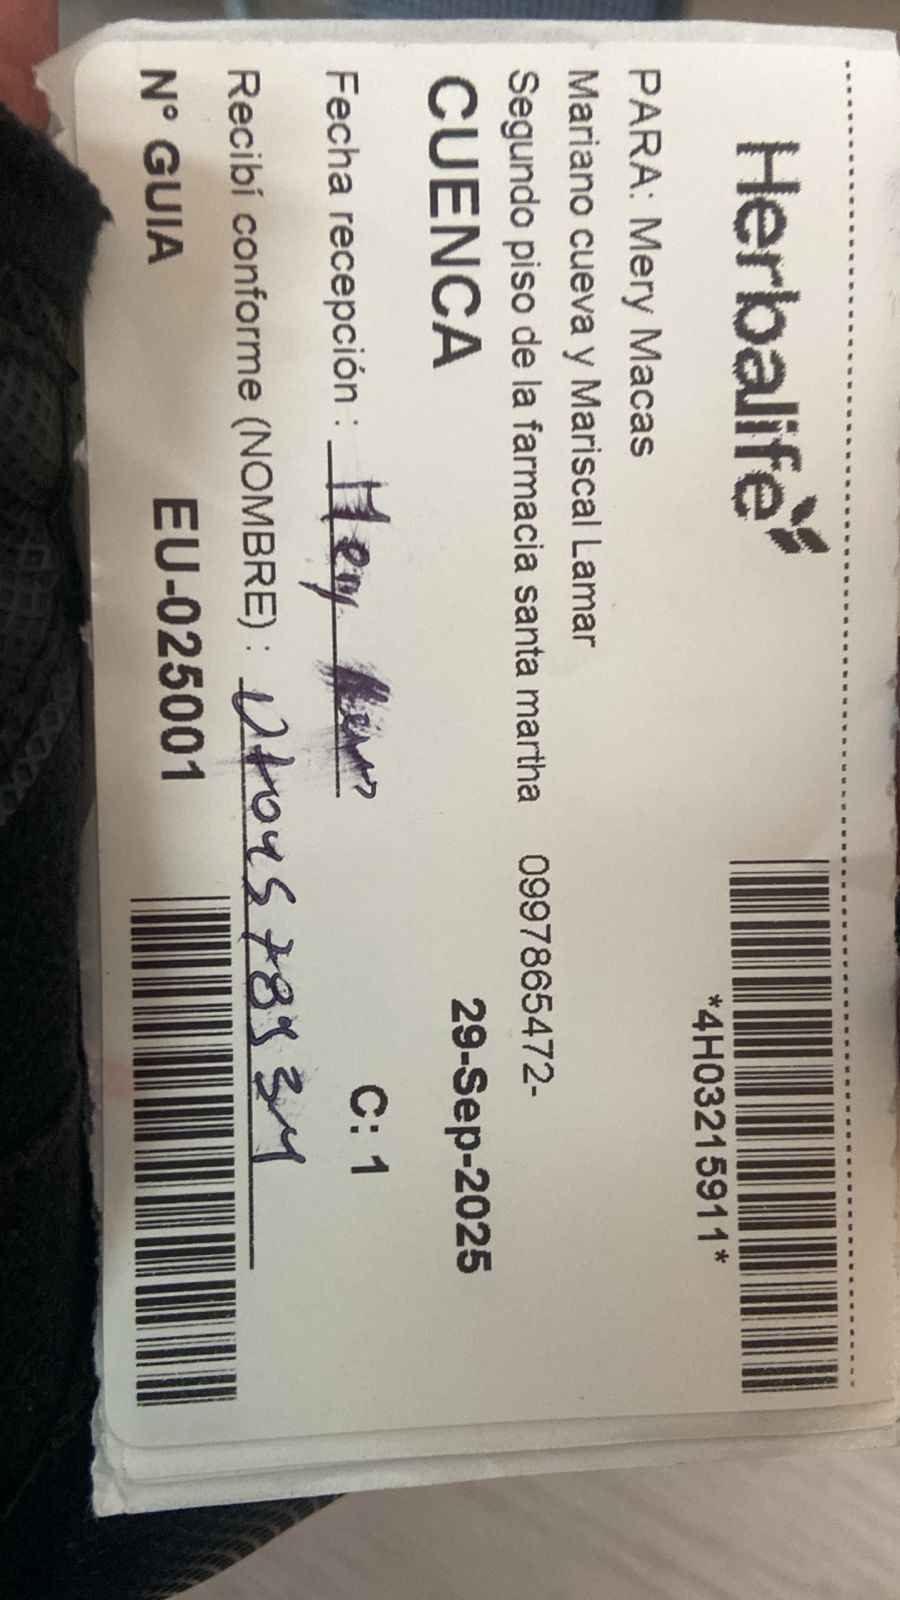 Herbalife
*4H03215911*
PARA: Mery Macas
Mariano cueva y Mariscal Lamar
Segundo piso de la farmacia santa martha 0997865472-
CUENCA 29-Sep-2025
Fecha recepción : C: 1
Recibí conforme (NOMBRE) :
N° GUIA EU-025001